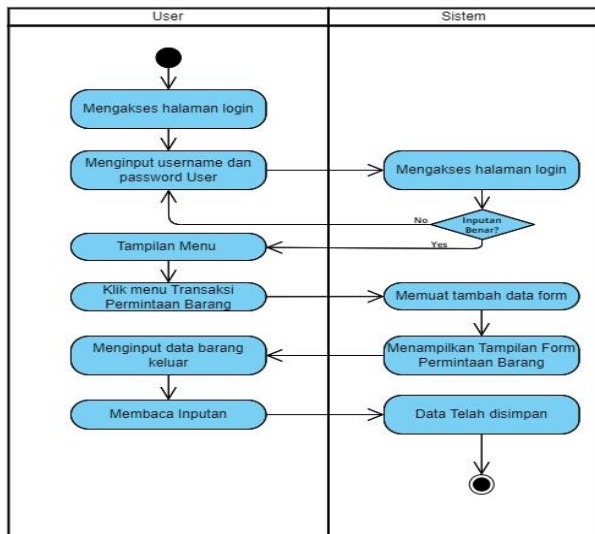 User
Sistem
Mengakses halaman login
Menginput username dan
password User
Mengakses halaman login
No
Inputan
Benar?
Yes
Tampilan Menu
Klik menu Transaksi
Permintaan Barang
Memuat tambah data form
Menginput data barang
keluar
Menampilkan Tampilan Form
Permintaan Barang
Membaca Inputan
Data Telah disimpan